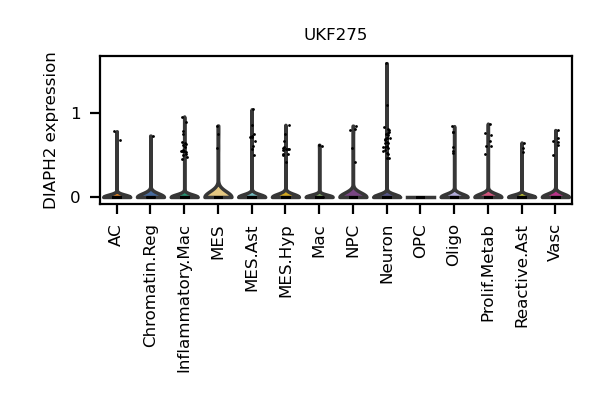 UKF275
DIAPH2 expression
1
0
AC
Chromatin.Reg
Inflammatory.Mac
MES
MES.Ast
MES.Hyp
Mac
NPC
Neuron
OPC
Oligo
Prolif.Metab
Reactive.Ast
Vasc